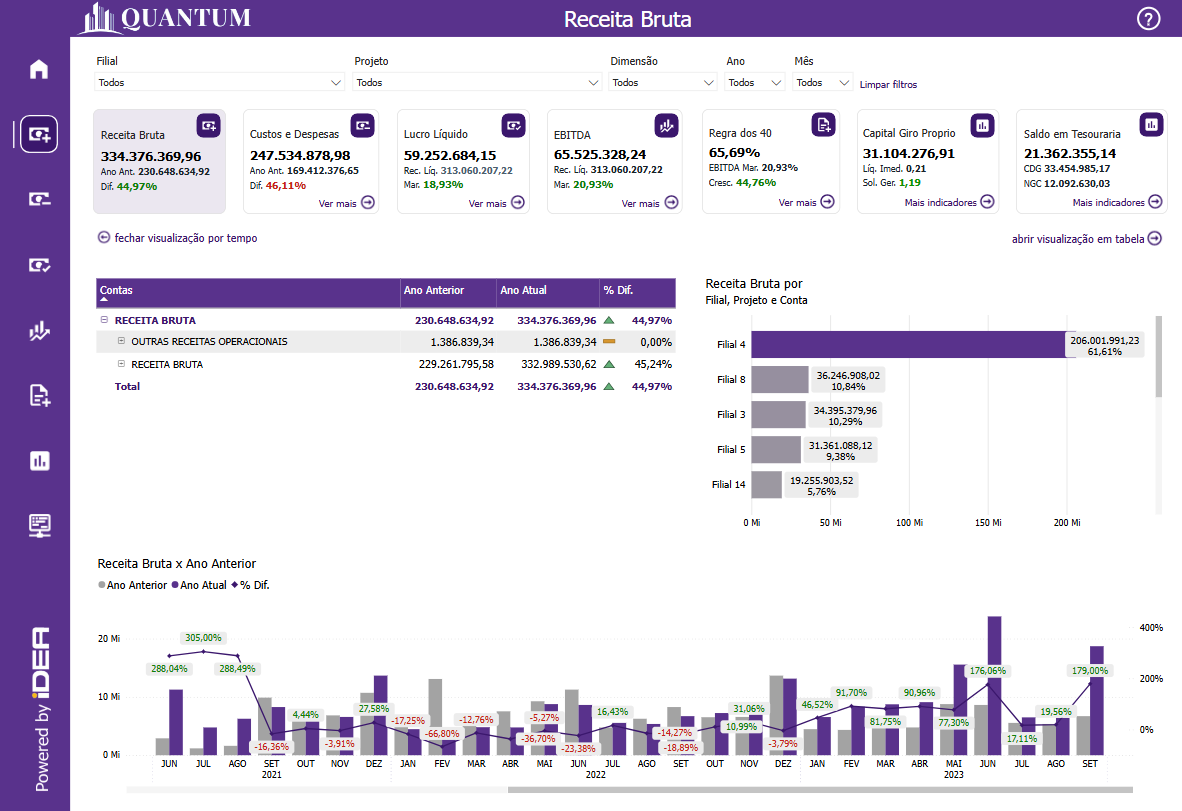 QUANTUM
Receita Bruta
?
Filial
Projeto
Dimensão
Ano
Mês
Todos
Todos
Todos
Todos
Todos
Limpar filtros
Receita Bruta
334.376.369,96
Ano Ant. 230.648.634,92
Dif. 44,97%
Custos e Despesas
247.534.878,98
Ano Ant. 169.412.376,65
Dif. 46,11%
Ver mais
Lucro Líquido
59.252.684,15
Rec. Líq. 313.060.207,22
Mar. 18,93%
Ver mais
EBITDA
65.525.328,24
Rec. Líq. 313.060.207,22
Mar. 20,93%
Ver mais
Regra dos 40
65,69%
EBITDA Mar. 20,93%
Cresc. 44,76%
Ver mais
Capital Giro Proprio
31.104.276,91
Líq. Imed. 0,21
Sol. Ger. 1,19
Mais indicadores
Saldo em Tesouraria
21.362.355,14
CDG 33.454.985,17
NGC 12.092.630,03
Mais indicadores
fechar visualização por tempo
abrir visualização em tabela
Contas Ano Anterior Ano Atual % Dif.
RECEITA BRUTA 230.648.634,92 334.376.369,96 44,97%
OUTRAS RECEITAS OPERACIONAIS 1.386.839,34 1.386.839,34 0,00%
RECEITA BRUTA 229.261.795,58 332.989.530,62 45,24%
Total 230.648.634,92 334.376.369,96 44,97%
Receita Bruta por
Filial, Projeto e Conta
Filial 4
206.001.991,23
61,61%
Filial 8
36.246.908,02
10,84%
Filial 3
34.395.379,96
10,29%
Filial 5
31.361.088,12
9,38%
Filial 14
19.255.903,52
5,76%
0 Mi 50 Mi 100 Mi 150 Mi 200 Mi
Receita Bruta x Ano Anterior
Ano Anterior Ano Atual % Dif.
20 Mi
10 Mi
0 Mi
400%
200%
0%
288,04%
305,00%
288,49%
-16,36%
4,44%
-3,91%
27,58%
-17,25%
-66,80%
-12,76%
-36,70%
-5,27%
-23,38%
16,43%
-14,27%
-18,89%
10,99%
31,06%
-3,79%
46,52%
91,70%
81,75%
90,96%
77,30%
176,06%
17,11%
19,56%
179,00%
JUN JUL AGO SET OUT NOV DEZ JAN FEV MAR ABR MAI JUN JUL AGO SET OUT NOV DEZ JAN FEV MAR ABR MAI JUN JUL AGO SET
2021 2022 2023
Powered by iDEA